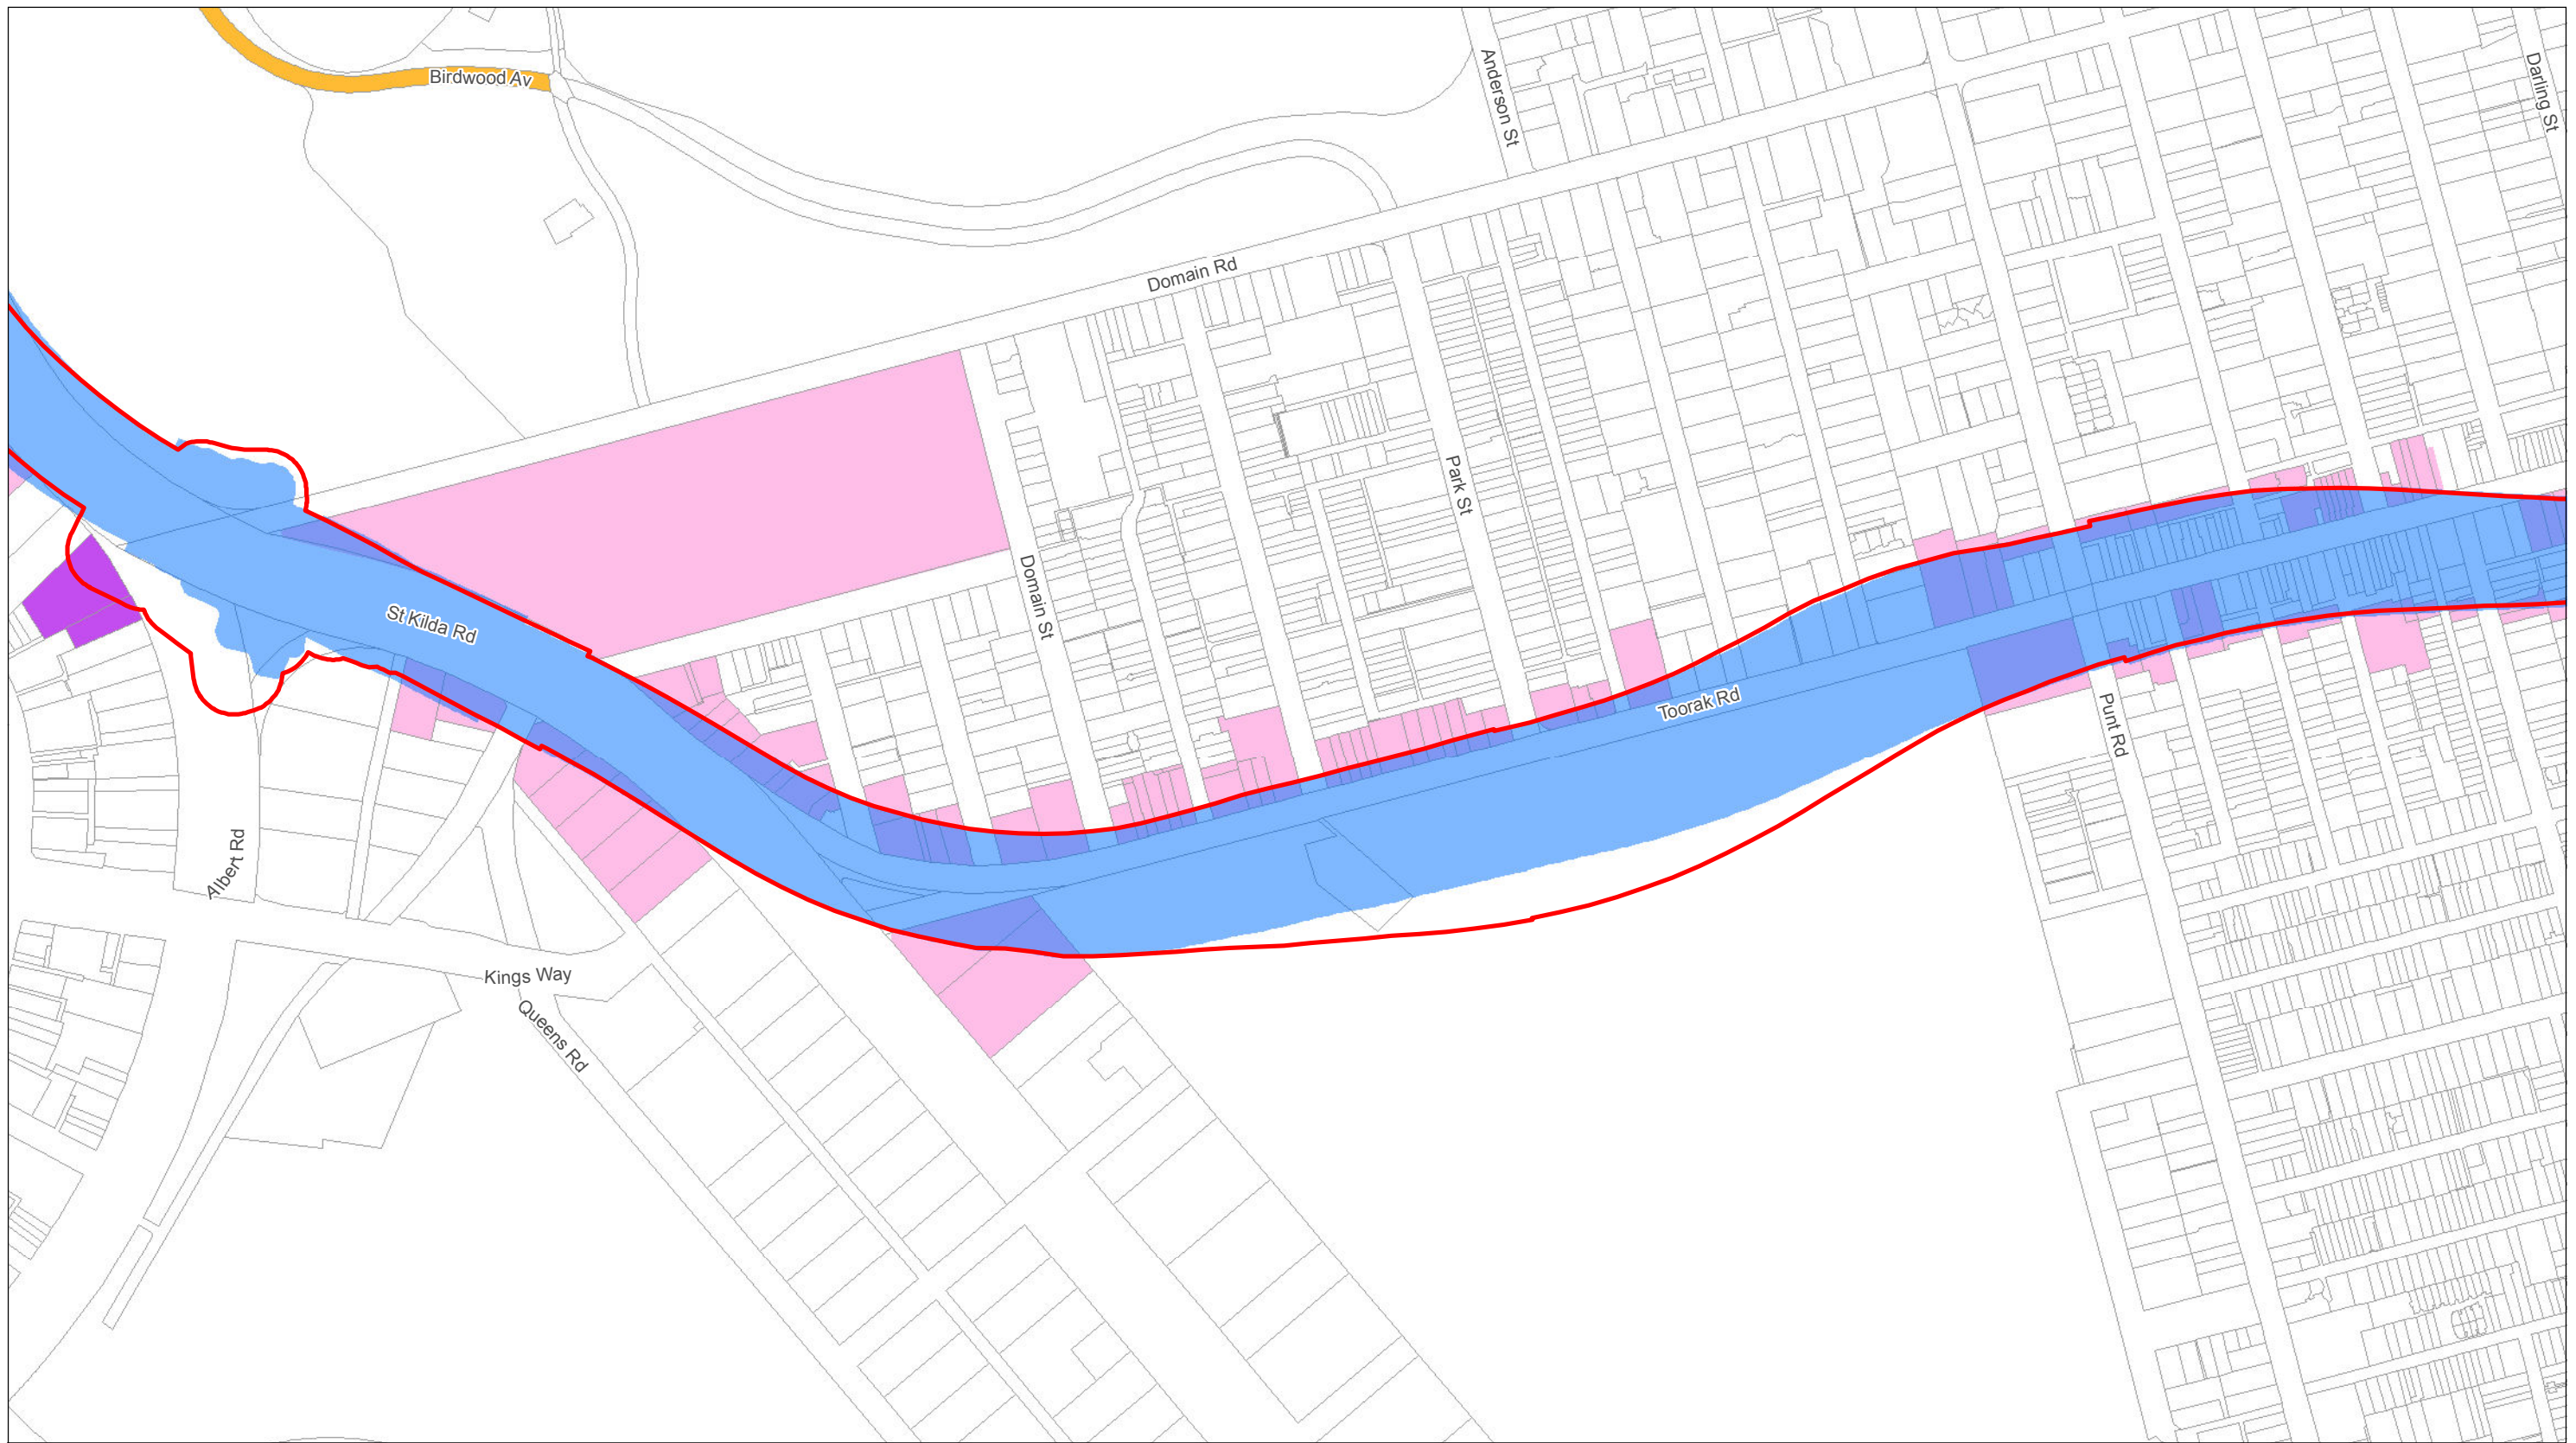 Birdwood Av
Anderson St
Darling St
Domain Rd
Park St
Domain St
St Kilda Rd
Toorak Rd
Punt Rd
Albert Rd
Kings Way
Queens Rd